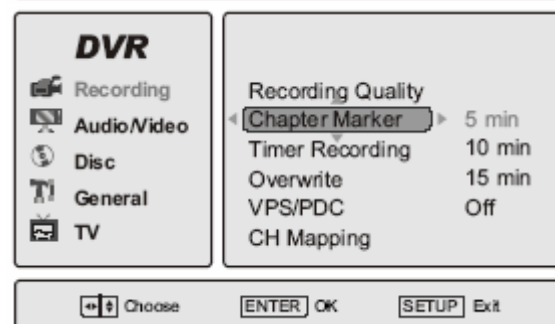 DVR
Recording
Audio/Video
Disc
General
TV
Recording Quality
Chapter Marker 5 min
Timer Recording 10 min
Overwrite 15 min
VPS/PDC Off
CH Mapping
Choose ENTER OK SETUP Exit